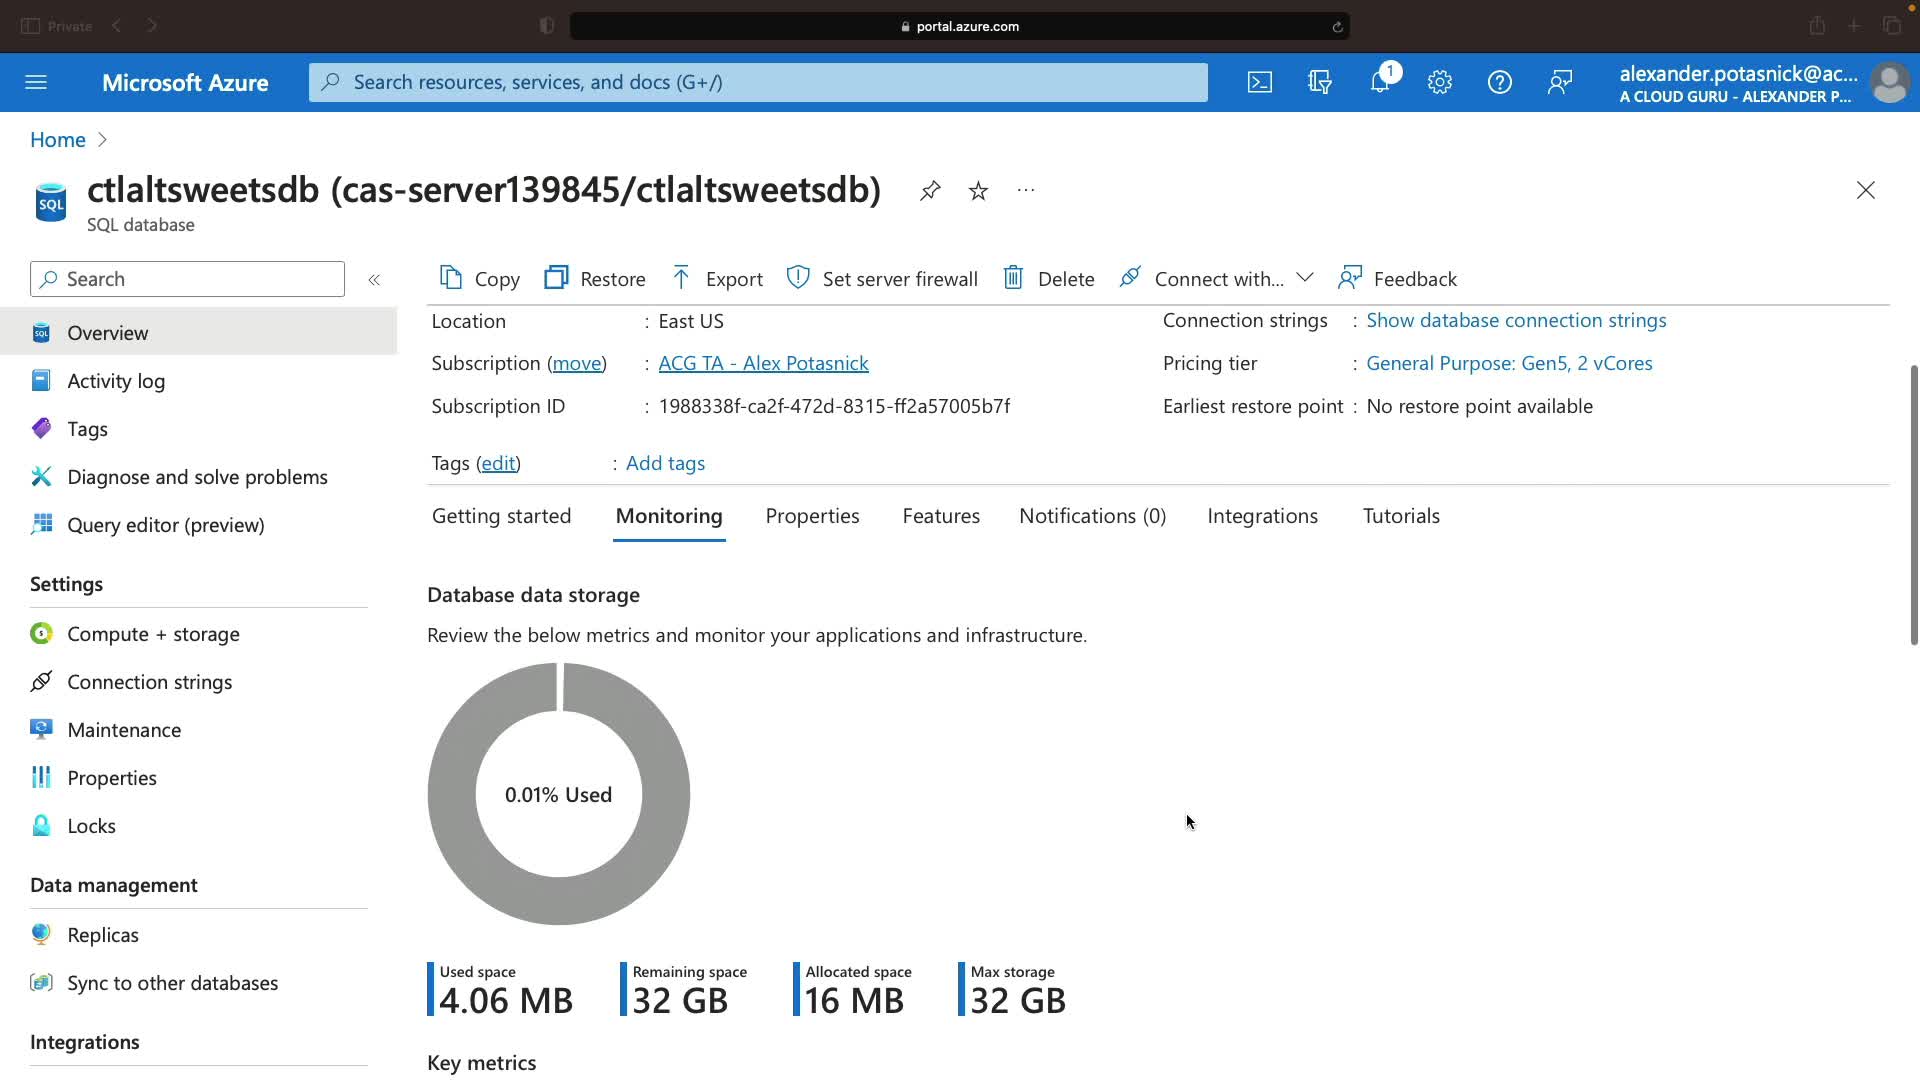 Private
portal.azure.com
Microsoft Azure
Search resources, services, and docs (G+/)
1
alexander.potasnick@ac...
A CLOUD GURU - ALEXANDER P...
Home
SQL
ctlaltsweetsdb (cas-server139845/ctlaltsweetsdb)
SQL database
Search
Copy
Restore
Export
Set server firewall
Delete
Connect with...
Feedback
Overview
Activity log
Tags
Diagnose and solve problems
Query editor (preview)
Settings
Compute + storage
Connection strings
Maintenance
Properties
Locks
Data management
Replicas
Sync to other databases
Integrations
Location : East US
Subscription (move) : ACG TA - Alex Potasnick
Subscription ID : 1988338f-ca2f-472d-8315-ff2a57005b7f
Connection strings : Show database connection strings
Pricing tier : General Purpose: Gen5, 2 vCores
Earliest restore point : No restore point available
Tags (edit) : Add tags
Getting started
Monitoring
Properties
Features
Notifications (0)
Integrations
Tutorials
Database data storage
Review the below metrics and monitor your applications and infrastructure.
0.01% Used
Used space
4.06 MB
Remaining space
32 GB
Allocated space
16 MB
Max storage
32 GB
Key metrics